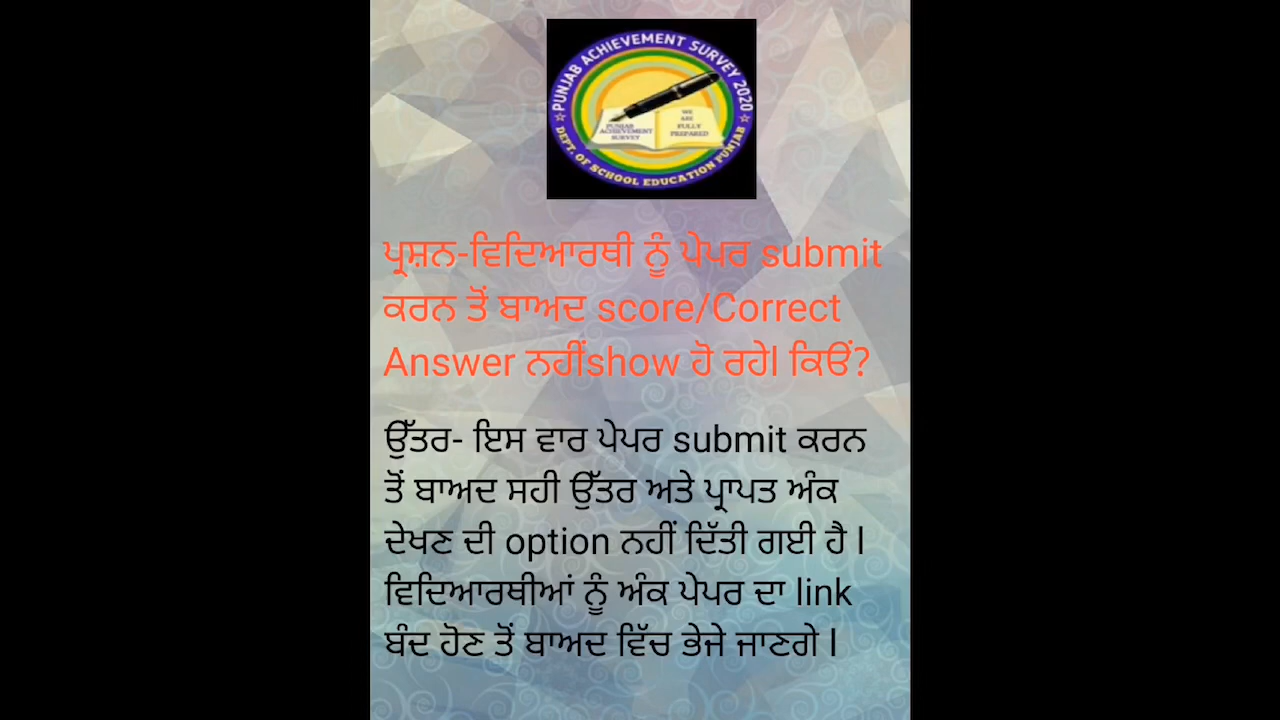 PUNJAB ACHIEVEMENT SURVEY 2020
PUNJAB
ACHIEVEMENT
SURVEY
WE
ARE
FULLY
PREPARED
DEPT. OF SCHOOL EDUCATION PUNJAB
ਪ੍ਰਸ਼ਨ-ਵਿਦਿਆਰਥੀ ਨੂੰ ਪੇਪਰ submit
ਕਰਨ ਤੋਂ ਬਾਅਦ score/Correct
Answer ਨਹੀਂshow ਹੋ ਰਹੇl ਕਿਓਂ?
ਉੱਤਰ- ਇਸ ਵਾਰ ਪੇਪਰ submit ਕਰਨ
ਤੋਂ ਬਾਅਦ ਸਹੀ ਉੱਤਰ ਅਤੇ ਪ੍ਰਾਪਤ ਅੰਕ
ਦੇਖਣ ਦੀ option ਨਹੀਂ ਦਿੱਤੀ ਗਈ ਹੈ l
ਵਿਦਿਆਰਥੀਆਂ ਨੂੰ ਅੰਕ ਪੇਪਰ ਦਾ link
ਬੰਦ ਹੋਣ ਤੋਂ ਬਾਅਦ ਵਿੱਚ ਭੇਜੇ ਜਾਣਗੇ l